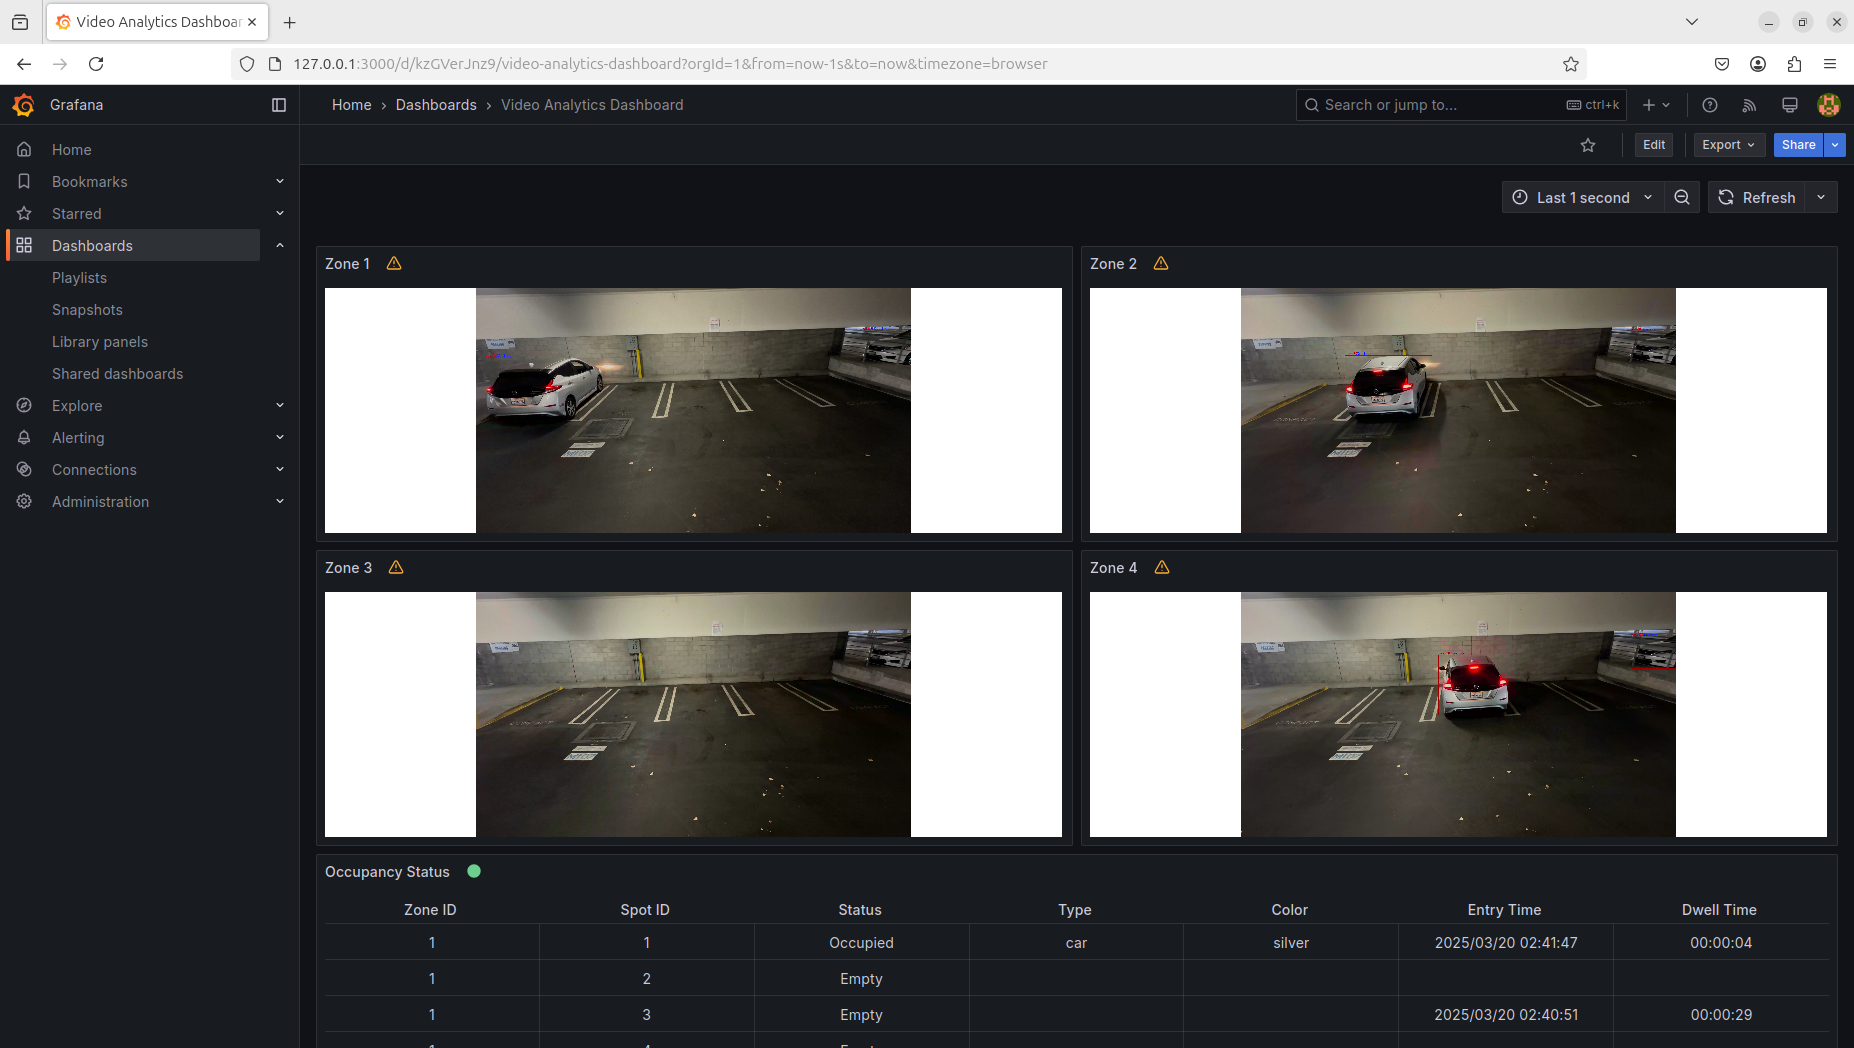 Video Analytics Dashboar
127.0.0.1:3000/d/kzGVerJnz9/video-analytics-dashboard?orgId=1&from=now-1s&to=now&timezone=browser
Grafana
Home › Dashboards › Video Analytics Dashboard
Search or jump to...
ctrl+k
Edit
Export
Share
Home
Bookmarks
Starred
Dashboards
Playlists
Snapshots
Library panels
Shared dashboards
Explore
Alerting
Connections
Administration
Last 1 second
Refresh
Zone 1
Zone 2
Zone 3
Zone 4
Occupancy Status
Zone ID Spot ID Status Type Color Entry Time Dwell Time
1 1 Occupied car silver 2025/03/20 02:41:47 00:00:04
1 2 Empty
1 3 Empty 2025/03/20 02:40:51 00:00:29